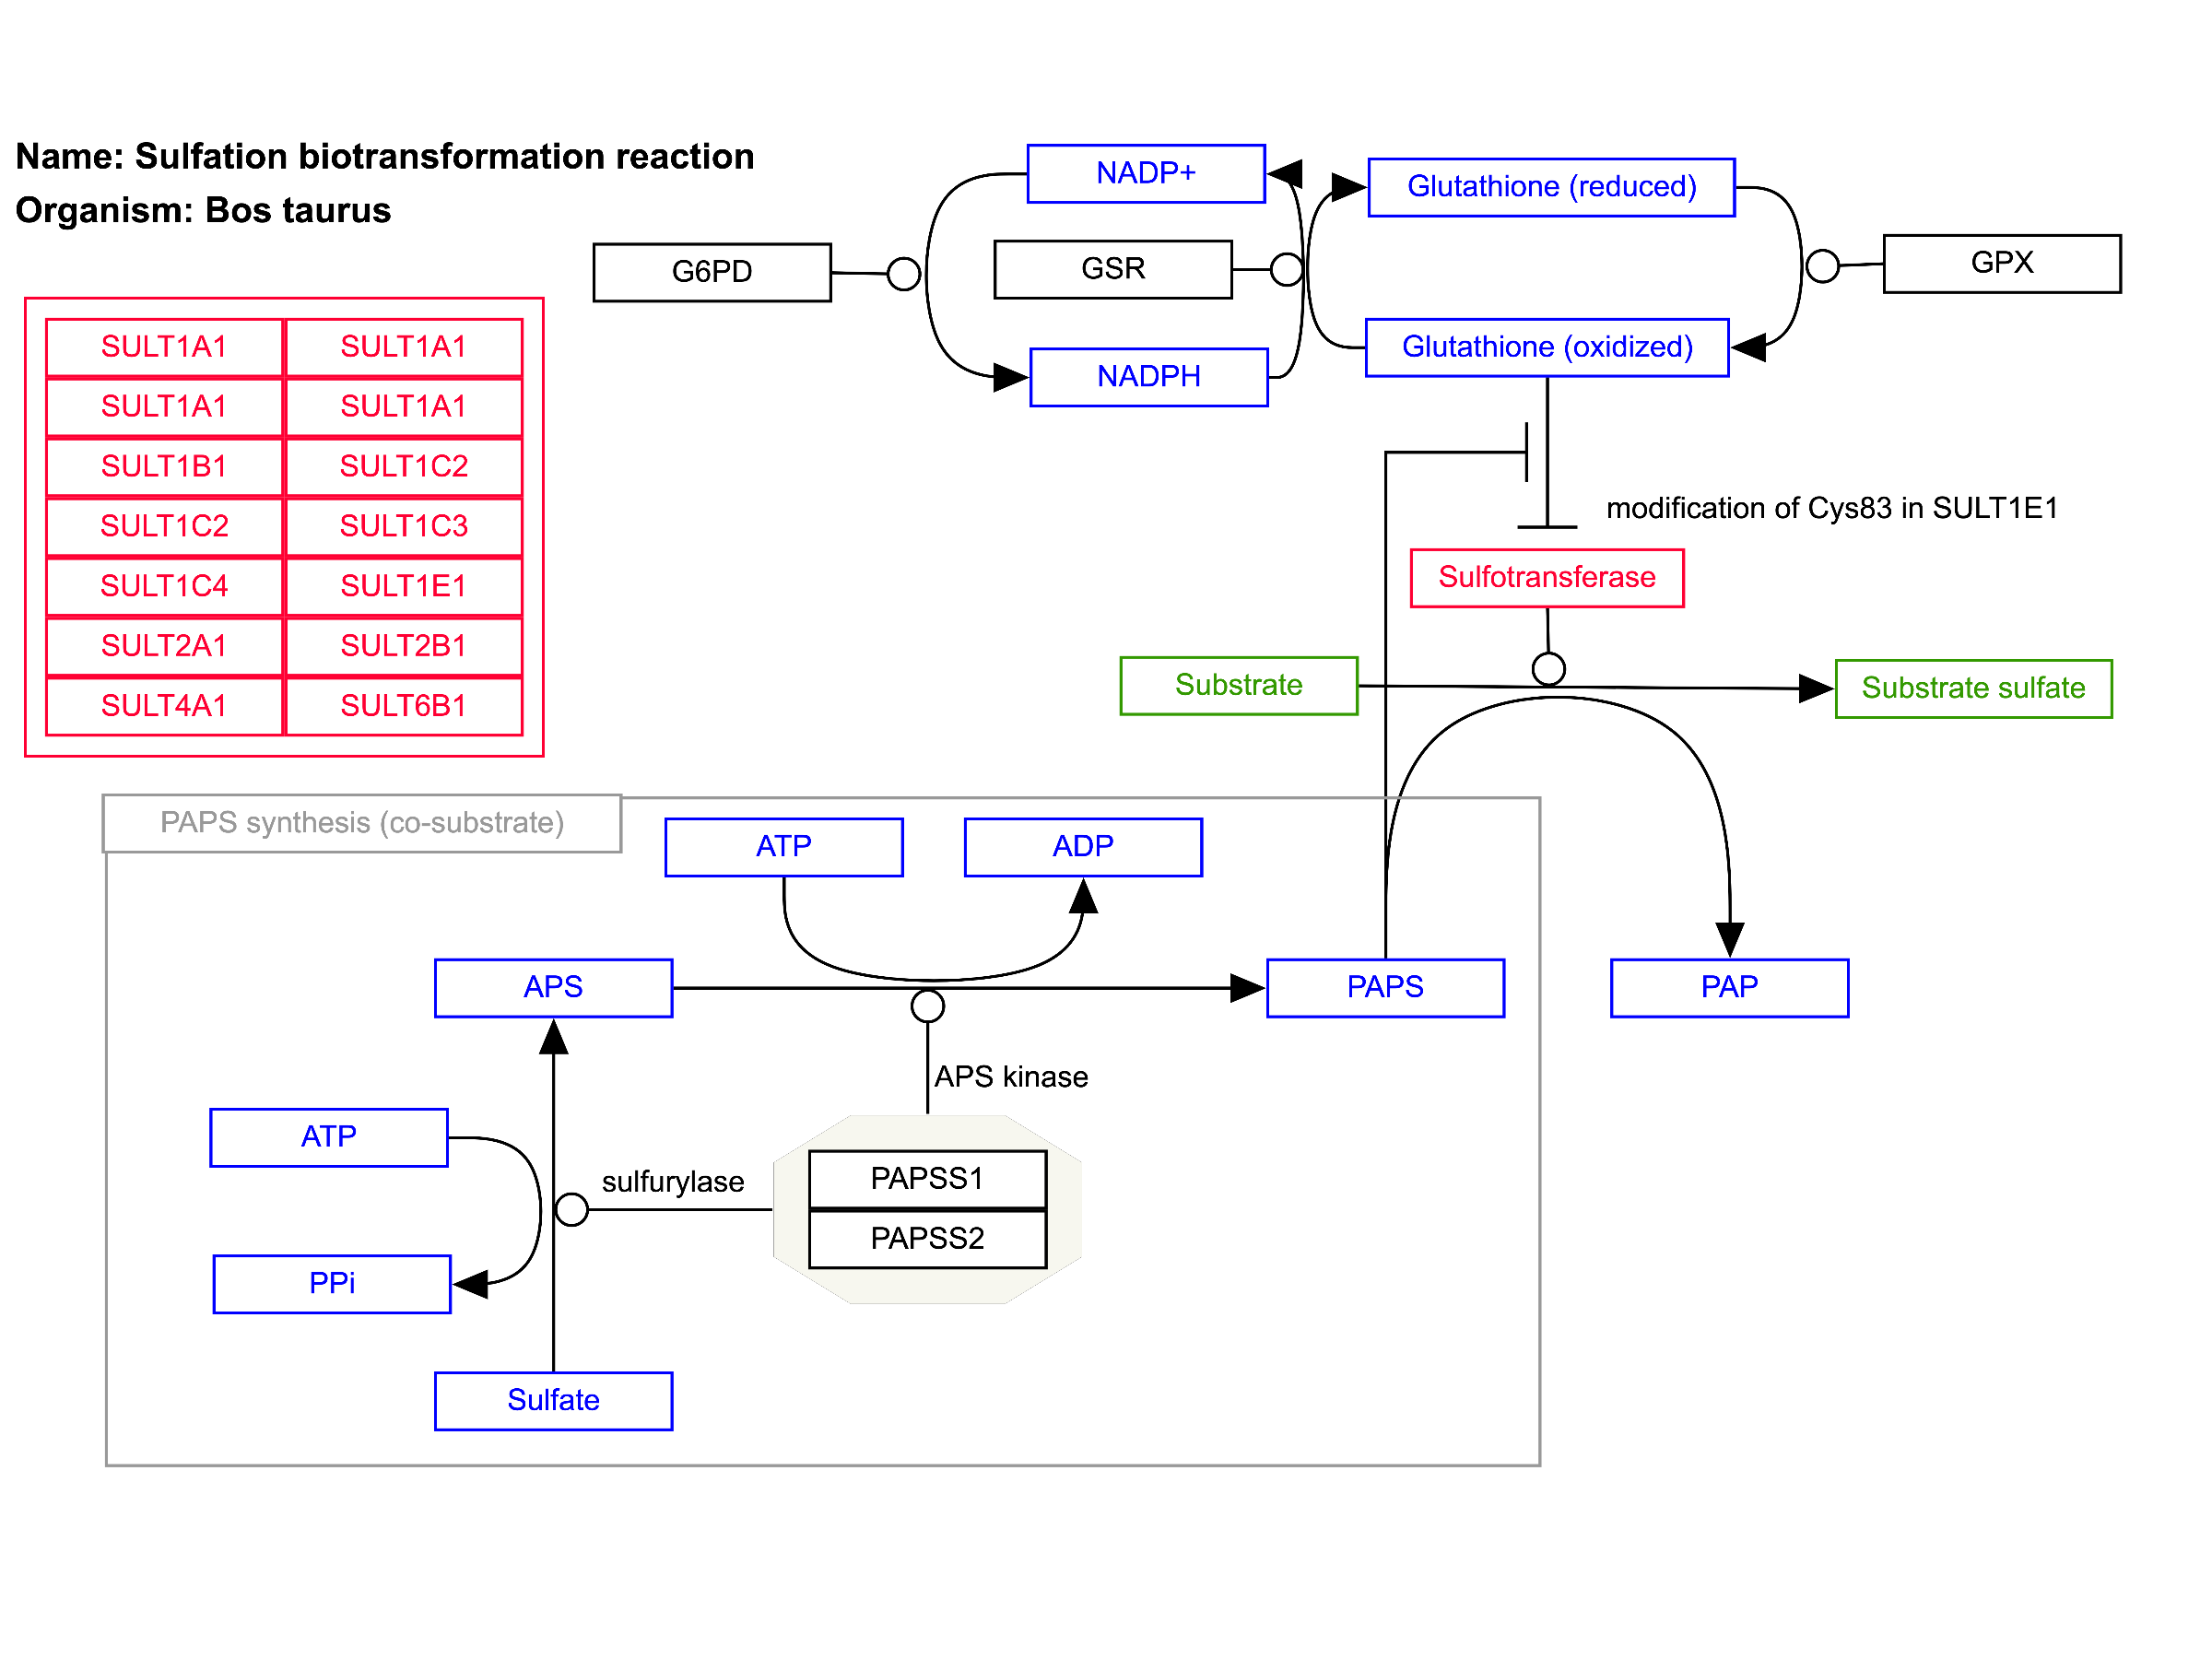 Name: Sulfation biotransformation reaction
Organism: Bos taurus
NADP+
Glutathione (reduced)
G6PD
GSR
GPX
NADPH
Glutathione (oxidized)
SULT1A1 SULT1A1
SULT1A1 SULT1A1
SULT1B1 SULT1C2
SULT1C2 SULT1C3
SULT1C4 SULT1E1
SULT2A1 SULT2B1
SULT4A1 SULT6B1
modification of Cys83 in SULT1E1
Sulfotransferase
Substrate
Substrate sulfate
PAPS synthesis (co-substrate)
ATP
ADP
APS
PAPS
PAP
APS kinase
ATP
sulfurylase
PAPSS1
PAPSS2
PPi
Sulfate